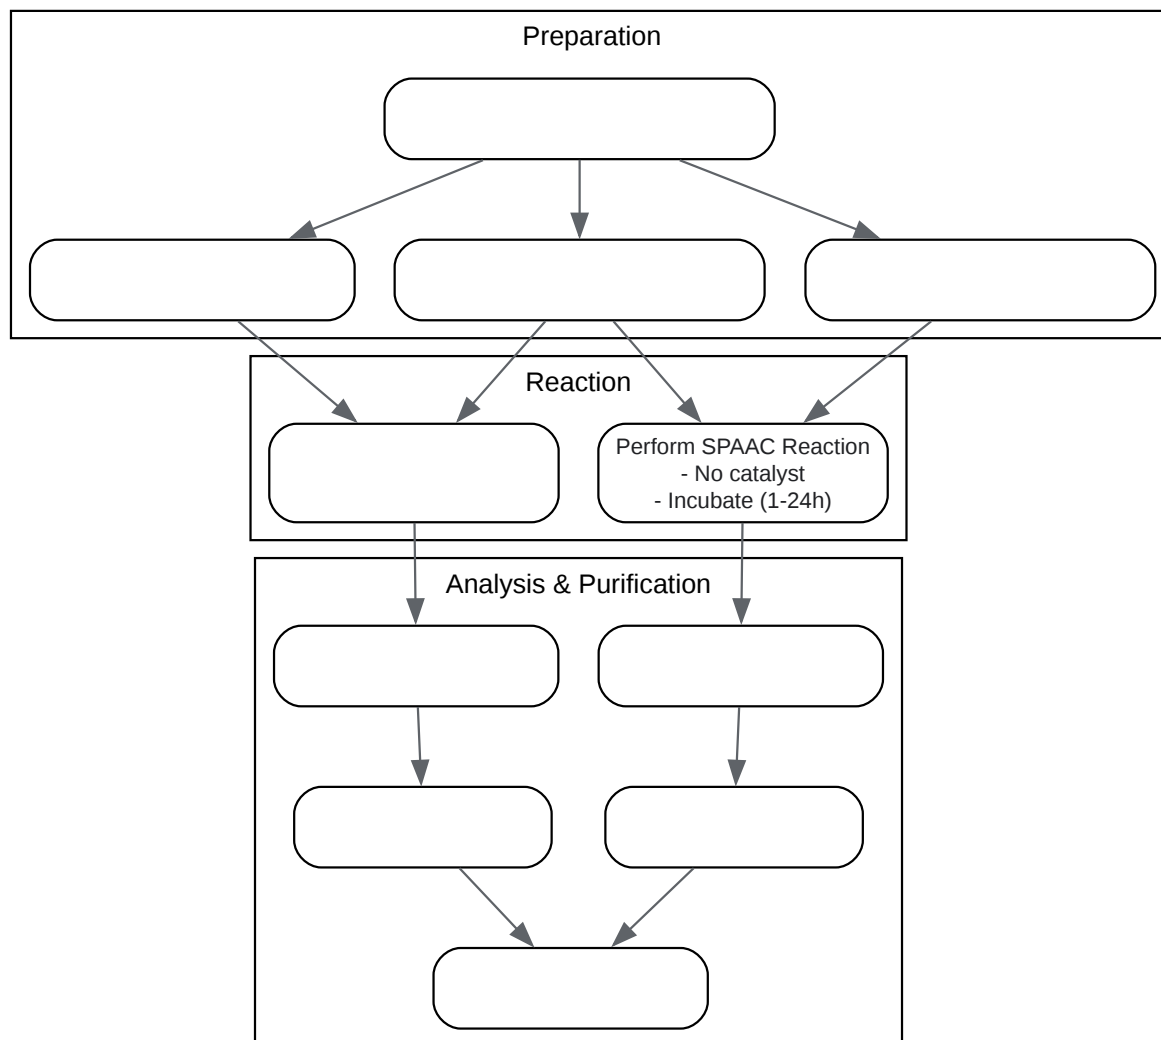 Preparation
Reaction
Perform SPAAC Reaction
- No catalyst
- Incubate (1-24h)
Analysis & Purification